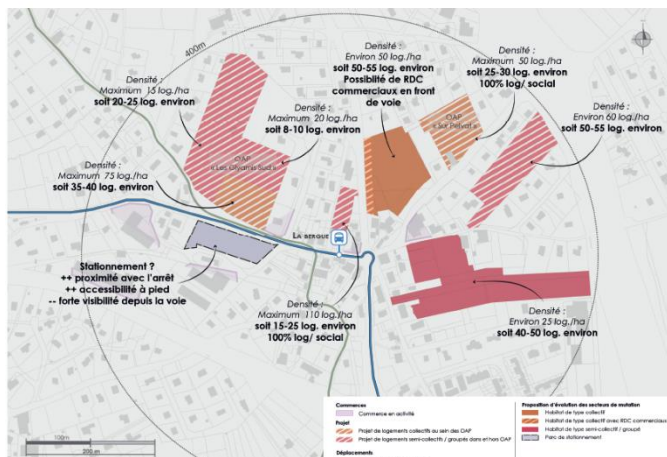 400m
Densité :
Maximum 15 log./ha
soit 20-25 log. environ
Densité :
Maximum 20 log./ha
soit 8-10 log. environ
Densité :
Environ 50 log./ha
soit 50-55 log. environ
Possiblité de RDC
commerciaux en front
de voie
Densité :
Maximum 50 log./ha
soit 25-30 log. environ
100% log/ social
Densité :
Environ 60 log./ha
soit 50-55 log. environ
OAP
« Sur Pelvat »
OAP
Densité :
Maximum 75 log./ha
soit 35-40 log. environ
LA BERGUE
Stationnement ?
++ proximité avec l'arrêt
++ accessibilité à pied
-- forte visibilité depuis la voie
Densité :
Maximum 110 log./ha
soit 15-25 log. environ
100% log/ social
Densité :
Environ 25 log./ha
soit 40-50 log. environ
100m
200 m
Commerces
Commerce en activité
Projet
Projet de logements collectifs au sein des OAP
Projet de logements semi-collectifs / groupés dans et hors OAP
Déplacements
Proposition d'évolution des secteurs de mutation
Habitat de type collectif
Habitat de type collectif avec RDC commerciaux
Habitat de type semi-collectif / groupé
Parc de stationnement